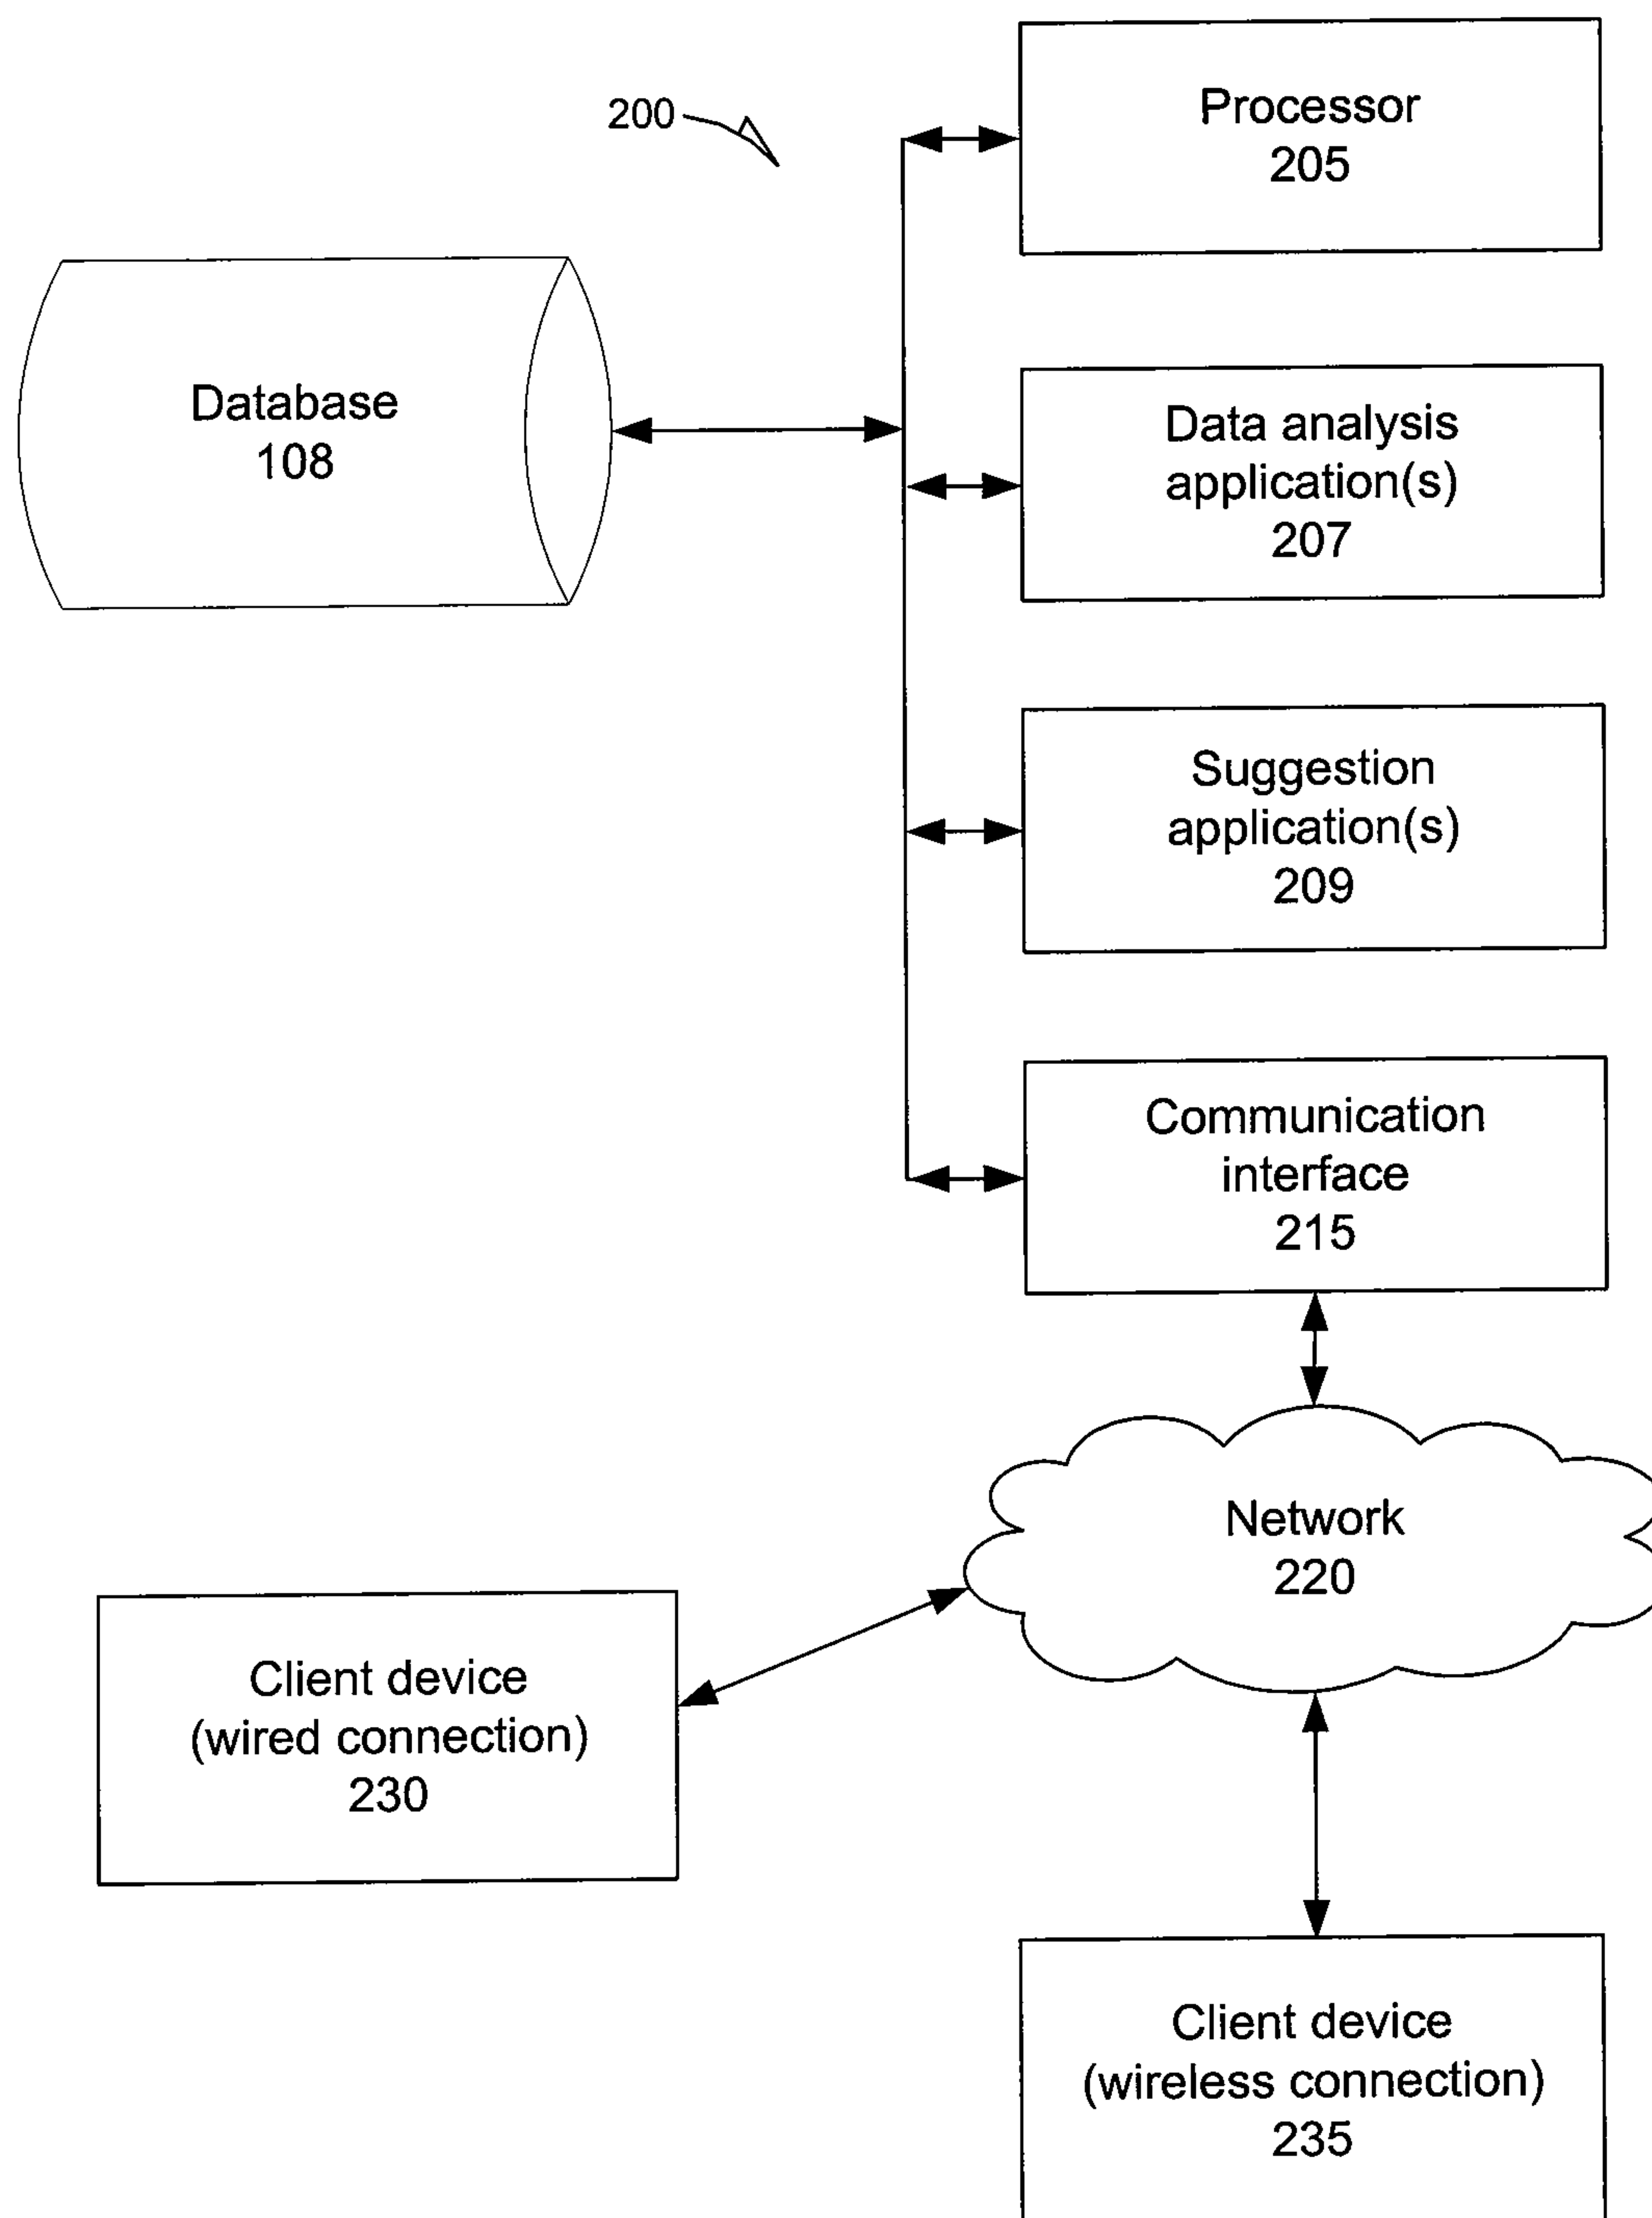 200
Processor
205
Database
108
Data analysis
application(s)
207
Suggestion
application(s)
209
Communication
interface
215
Network
220
Client device
(wired connection)
230
Client device
(wireless connection)
235